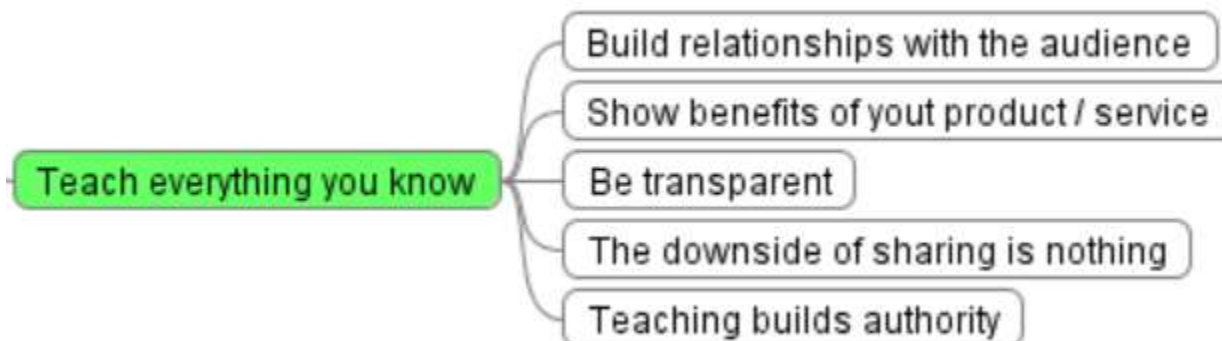 Teach everything you know
Build relationships with the audience
Show benefits of yout product / service
Be transparent
The downside of sharing is nothing
Teaching builds authority